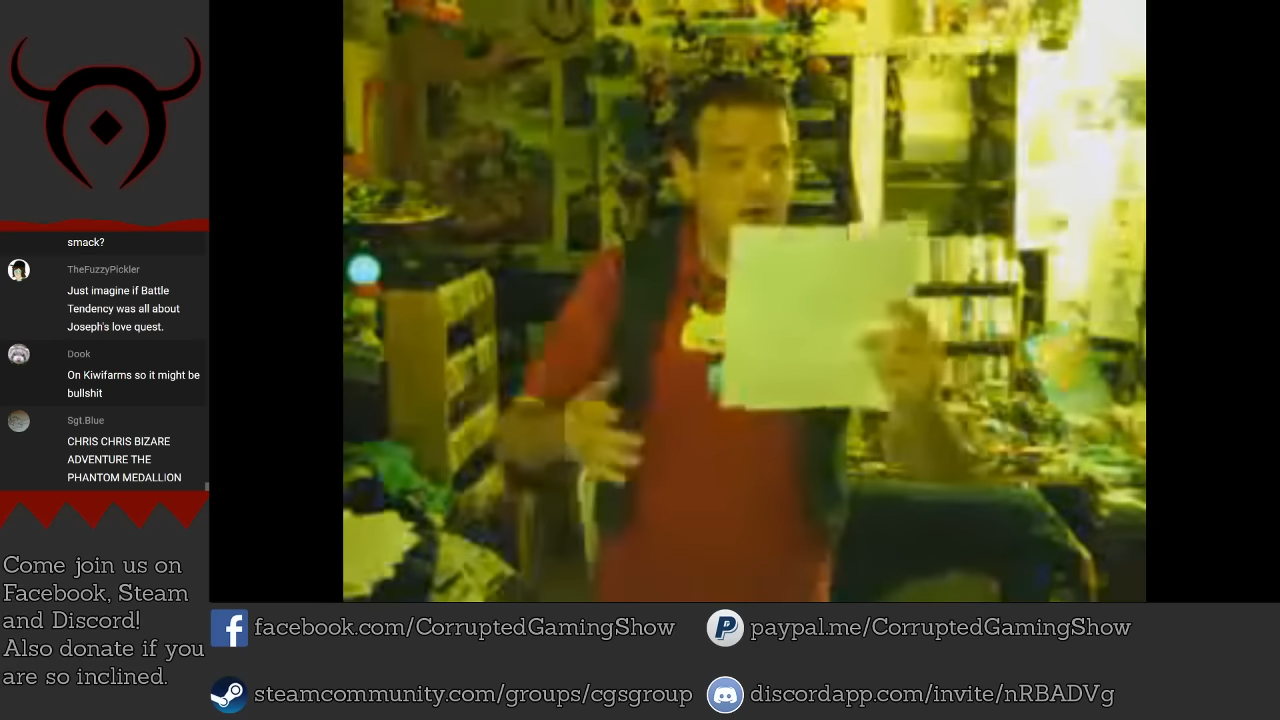 smack?
TheFuzzyPickler
Just imagine if Battle
Tendency was all about
Joseph's love quest.
Dook
On Kiwifarms so it might be
bullshit
Sgt.Blue
CHRIS CHRIS BIZARE
ADVENTURE THE
PHANTOM MEDALLION
Come join us on
Facebook, Steam
and Discord!
Also donate if you
are so inclined.
facebook.com/CorruptedGamingShow
paypal.me/CorruptedGamingShow
steamcommunity.com/groups/cgsgroup
discordapp.com/invite/nRBADVg